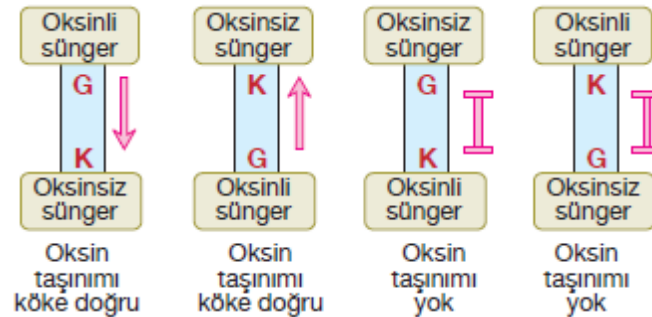 Oksinli
sünger
G
K
Oksinsiz
sünger
Oksin
taşınımı
köke doğru
Oksinsiz
sünger
K
G
Oksinli
sünger
Oksin
taşınımı
köke doğru
Oksinsiz
sünger
G
K
Oksinli
sünger
Oksin
taşınımı
yok
Oksinli
sünger
K
G
Oksinsiz
sünger
Oksin
taşınımı
yok